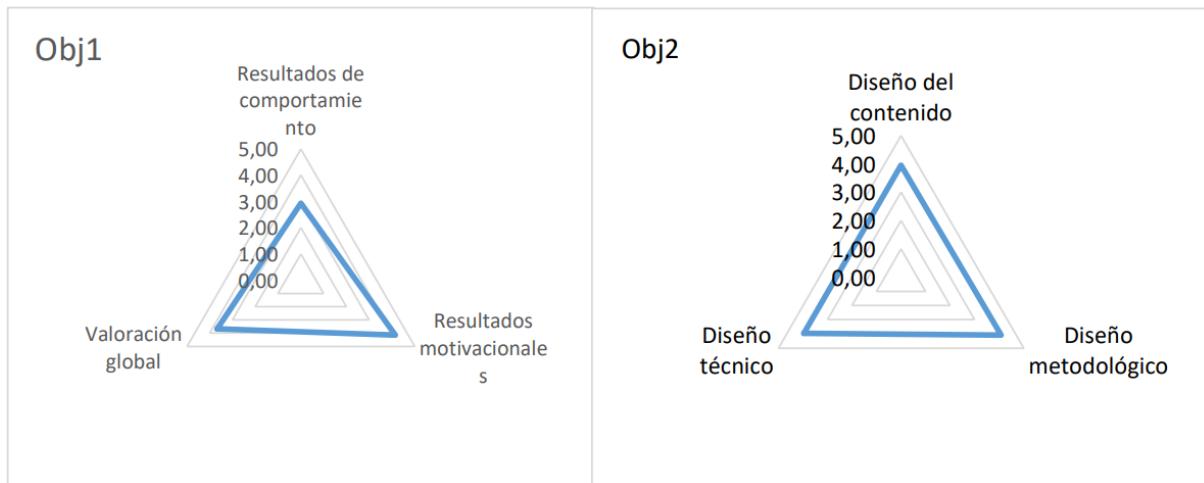 Obj1
Resultados de
comportamie
nto
5,00
4,00
3,00
2,00
1,00
0,00
Valoración
global
Resultados
motivacionale
s
Obj2
Diseño del
contenido
5,00
4,00
3,00
2,00
1,00
0,00
Diseño
técnico
Diseño
metodológico